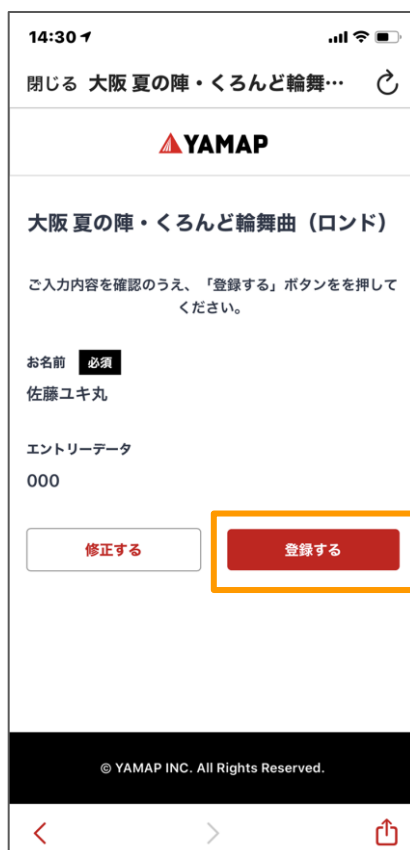 14:30
閉じる 大阪 夏の陣・くろんど輪舞…
YAMAP
大阪 夏の陣・くろんど輪舞曲（ロンド）
ご入力内容を確認のうえ、「登録する」ボタンをを押して
ください。
お名前 必須
佐藤ユキ丸
エントリーデータ
000
修正する 登録する
© YAMAP INC. All Rights Reserved.